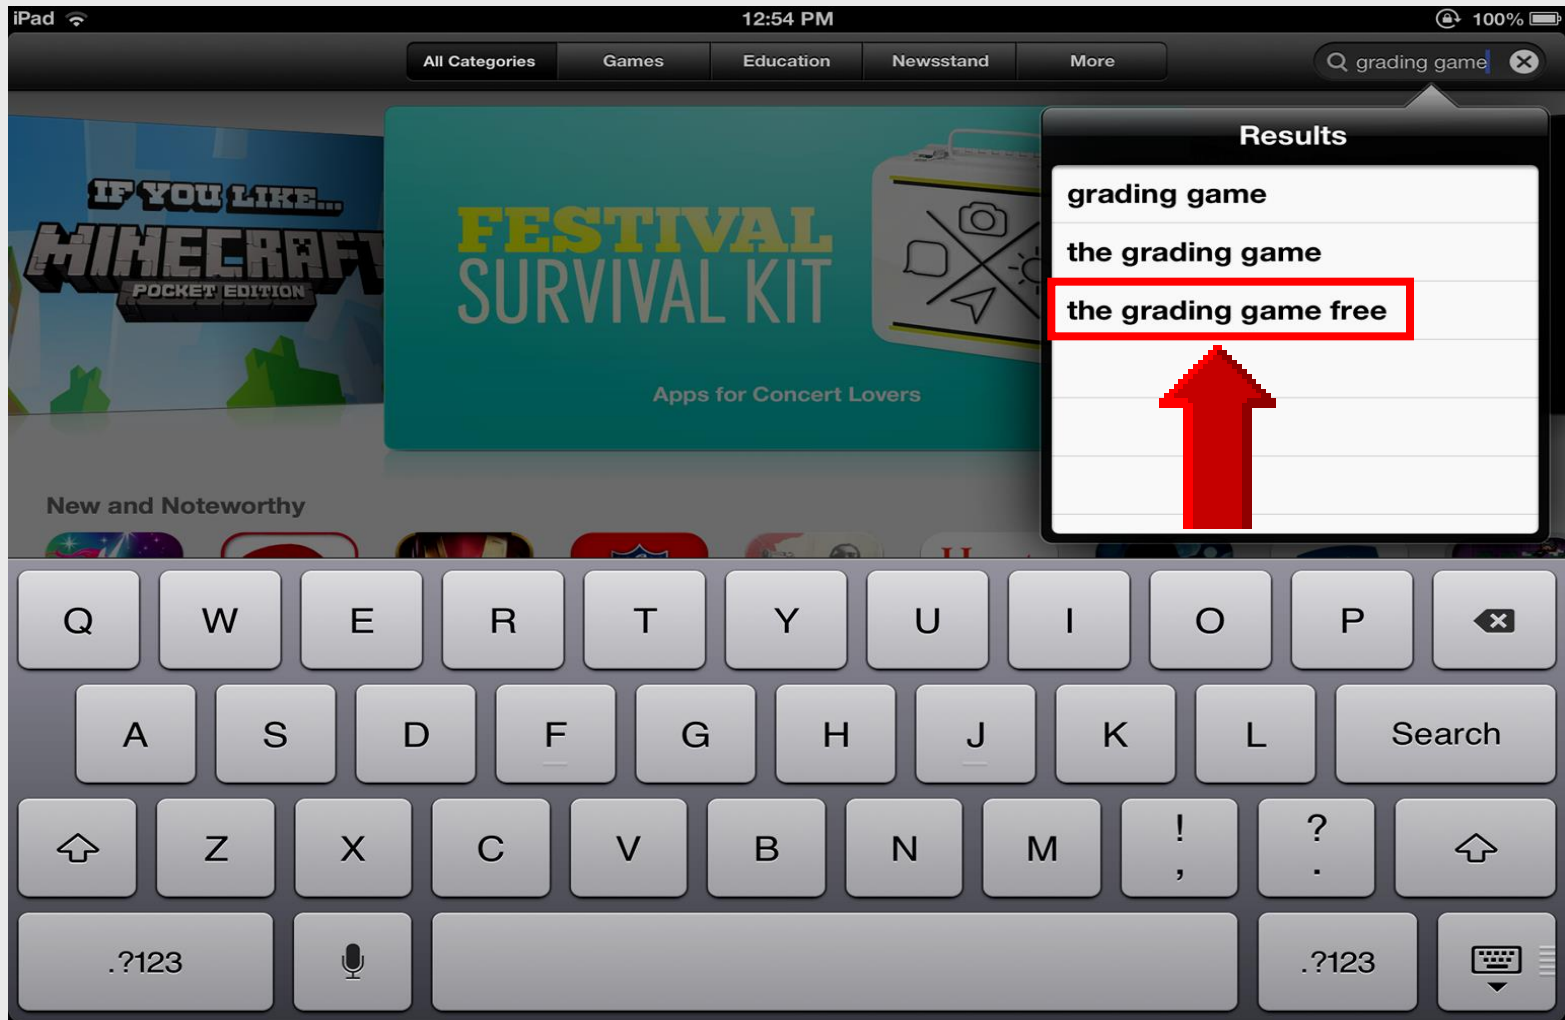 iPad 12:54 PM 100%
All Categories Games Education Newsstand More grading game
Results
grading game
the grading game
the grading game free
IF YOU LIKE...
MINECRAFT
POCKET EDITION
FESTIVAL
SURVIVAL KIT
Apps for Concert Lovers
New and Noteworthy
NFL
H
Q W E R T Y U I O P
A S D F G H J K L Search
Z X C V B N M ! , ? .
.?123 .?123